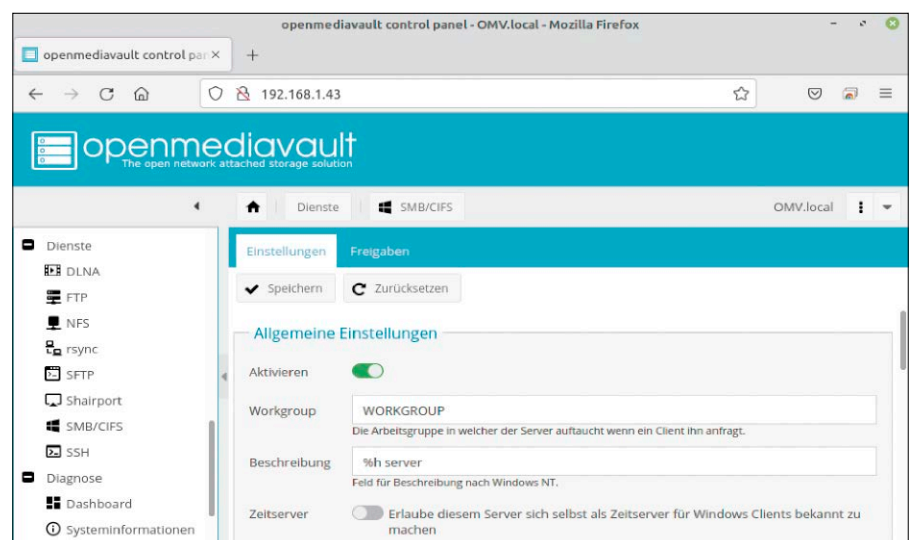 openmediavault control panel - OMV.local - Mozilla Firefox
openmediavault control par
192.168.1.43
openmediavault
The open network attached storage solution
Dienste
SMB/CIFS
OMV.local
Dienste
DLNA
FTP
NFS
rsync
SFTP
Shairport
SMB/CIFS
SSH
Diagnose
Dashboard
Systeminformationen
Einstellungen
Freigaben
Speichern
Zurücksetzen
Allgemeine Einstellungen
Aktivieren
Workgroup
WORKGROUP
Die Arbeitsgruppe in welcher der Server auftaucht wenn ein Client ihn anfragt.
Beschreibung
%h server
Feld für Beschreibung nach Windows NT.
Zeitserver
Erlaube diesem Server sich selbst als Zeitserver für Windows Clients bekannt zu
machen